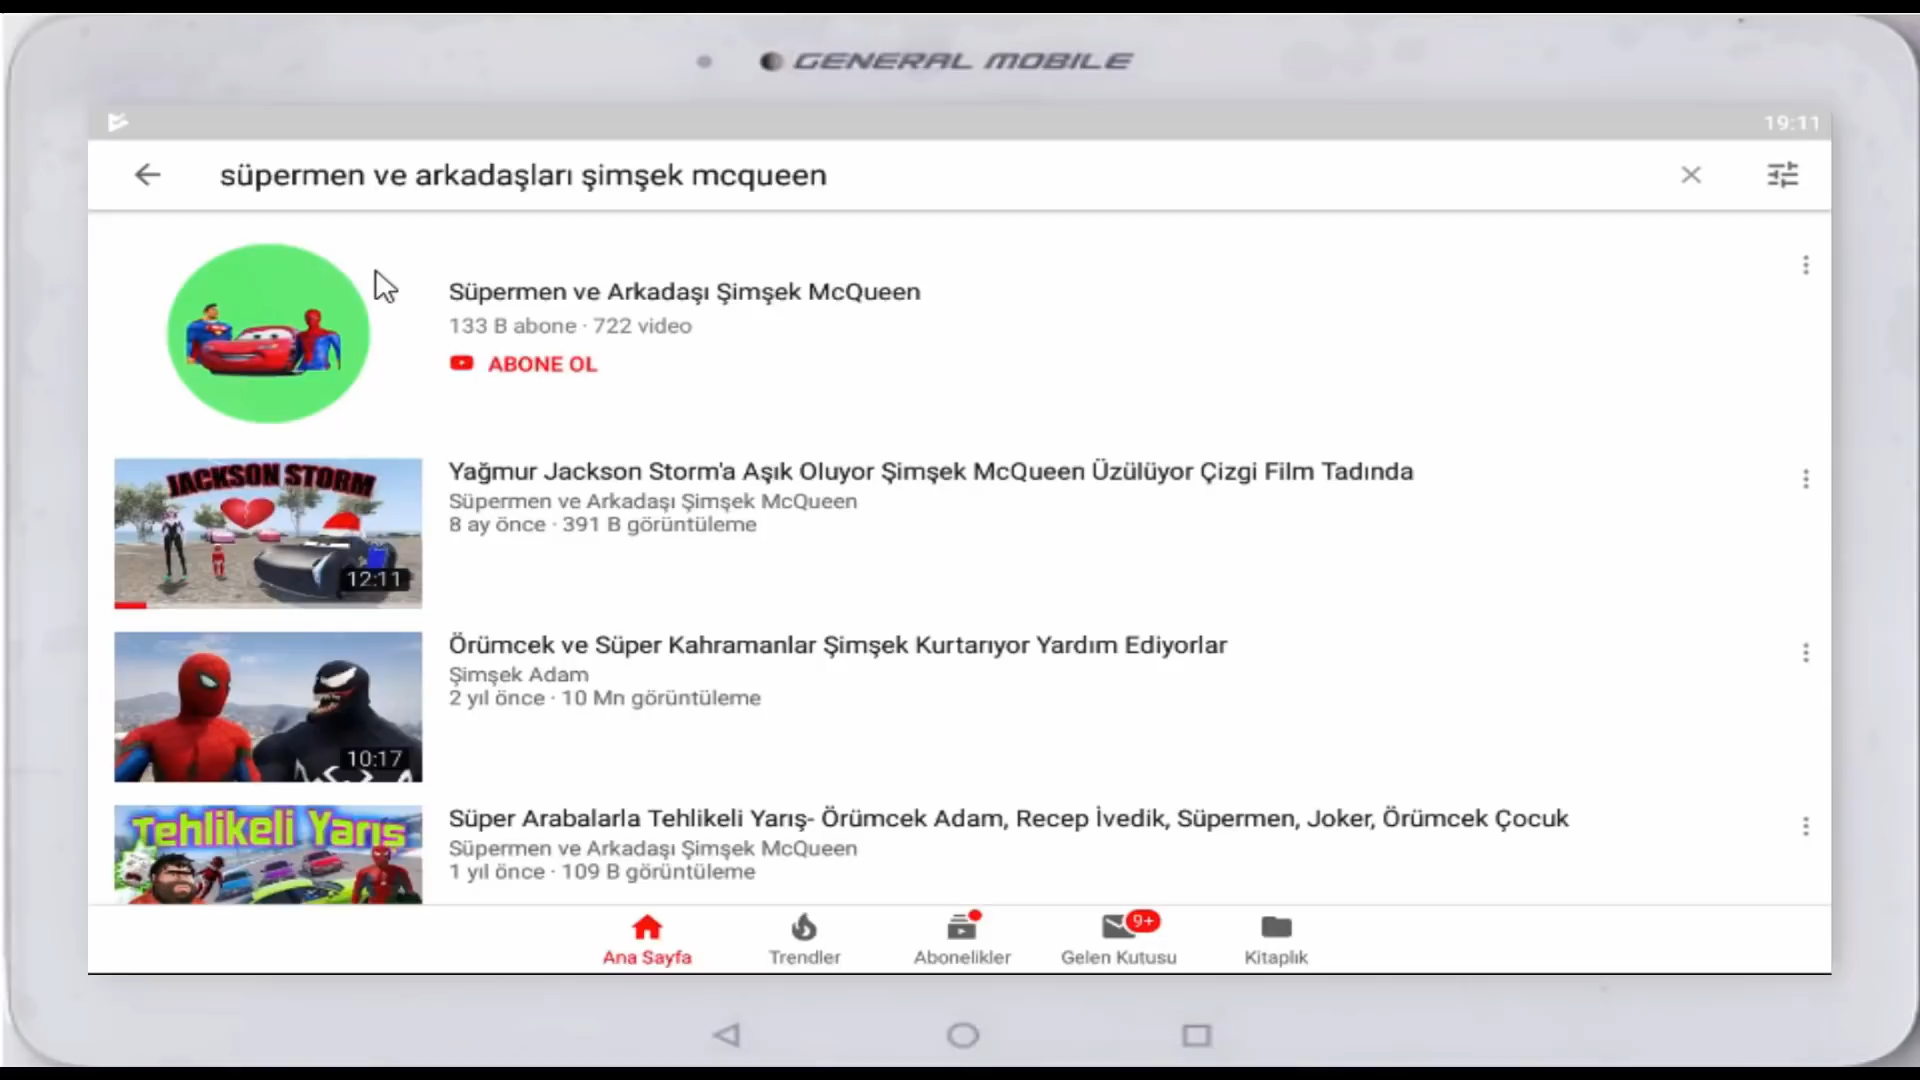 GENERAL MOBILE
19:11
süpermen ve arkadaşları şimşek mcqueen
Süpermen ve Arkadaşı Şimşek McQueen
133 B abone · 722 video
ABONE OL
JACKSON STORM
12:11
Yağmur Jackson Storm'a Aşık Oluyor Şimşek McQueen Üzülüyor Çizgi Film Tadında
Süpermen ve Arkadaşı Şimşek McQueen
8 ay önce · 391 B görüntüleme
10:17
Örümcek ve Süper Kahramanlar Şimşek Kurtarıyor Yardım Ediyorlar
Şimşek Adam
2 yıl önce · 10 Mn görüntüleme
Tehlikeli Yarış
Süper Arabalarla Tehlikeli Yarış- Örümcek Adam, Recep İvedik, Süpermen, Joker, Örümcek Çocuk
Süpermen ve Arkadaşı Şimşek McQueen
1 yıl önce · 109 B görüntüleme
9+
Ana Sayfa Trendler Abonelikler Gelen Kutusu Kitaplık